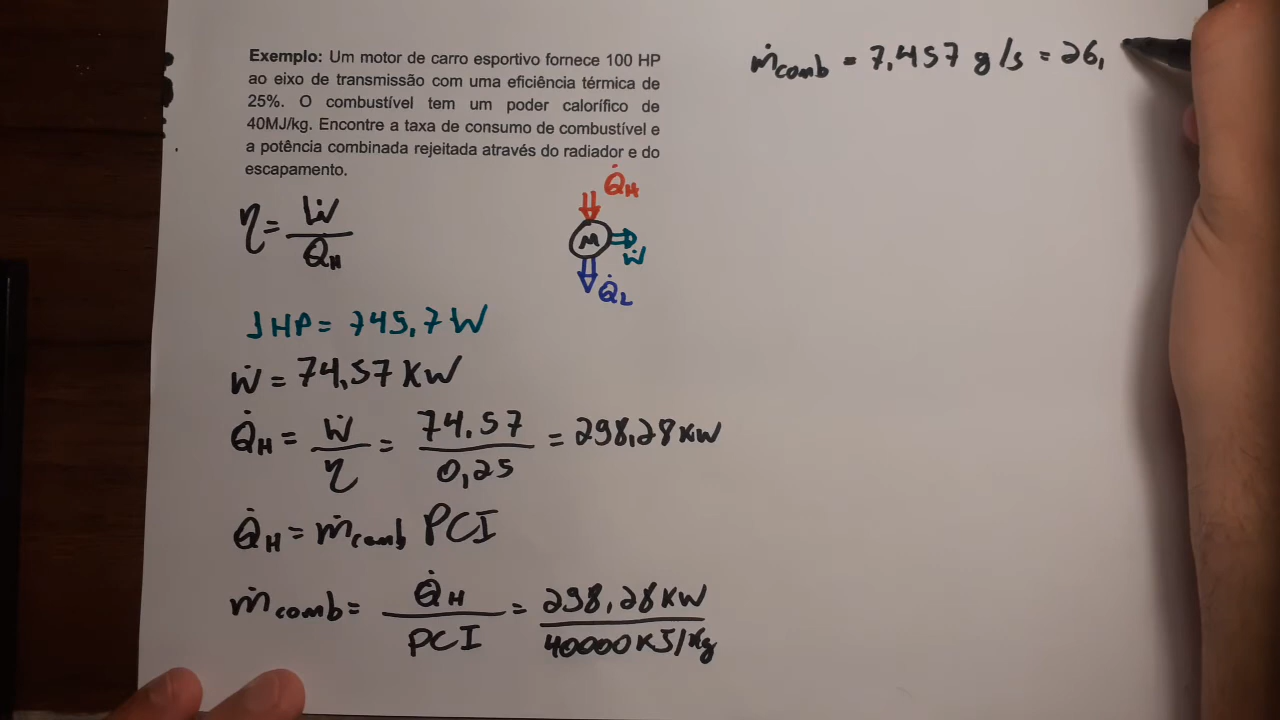 Exemplo: Um motor de carro esportivo fornece 100 HP
ao eixo de transmissão com uma eficiência térmica de
25%. O combustível tem um poder calorífico de
40MJ/kg. Encontre a taxa de consumo de combustível e
a potência combinada rejeitada através do radiador e do
escapamento.
η = Ẇ / Q̇H
Q̇H
M
Ẇ
Q̇L
1HP = 745,7W
Ẇ = 74,57 KW
Q̇H = Ẇ / η = 74,57 / 0,25 = 298,28 KW
Q̇H = ṁcomb PCI
ṁcomb = Q̇H / PCI = 298,28 KW / 40000 KJ/Kg
ṁcomb = 7,457 g/s = 26,